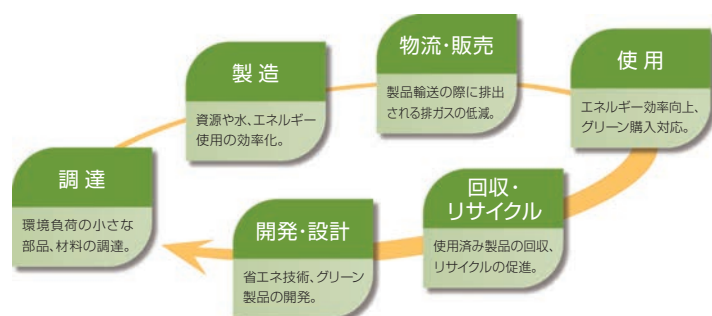 調達
環境負荷の小さな
部品、材料の調達。
製造
資源や水、エネルギー
使用の効率化。
物流・販売
製品輸送の際に排出
される排ガスの低減。
使用
エネルギー効率向上、
グリーン購入対応。
回収・
リサイクル
使用済み製品の回収、
リサイクルの促進。
開発・設計
省エネ技術、グリーン
製品の開発。